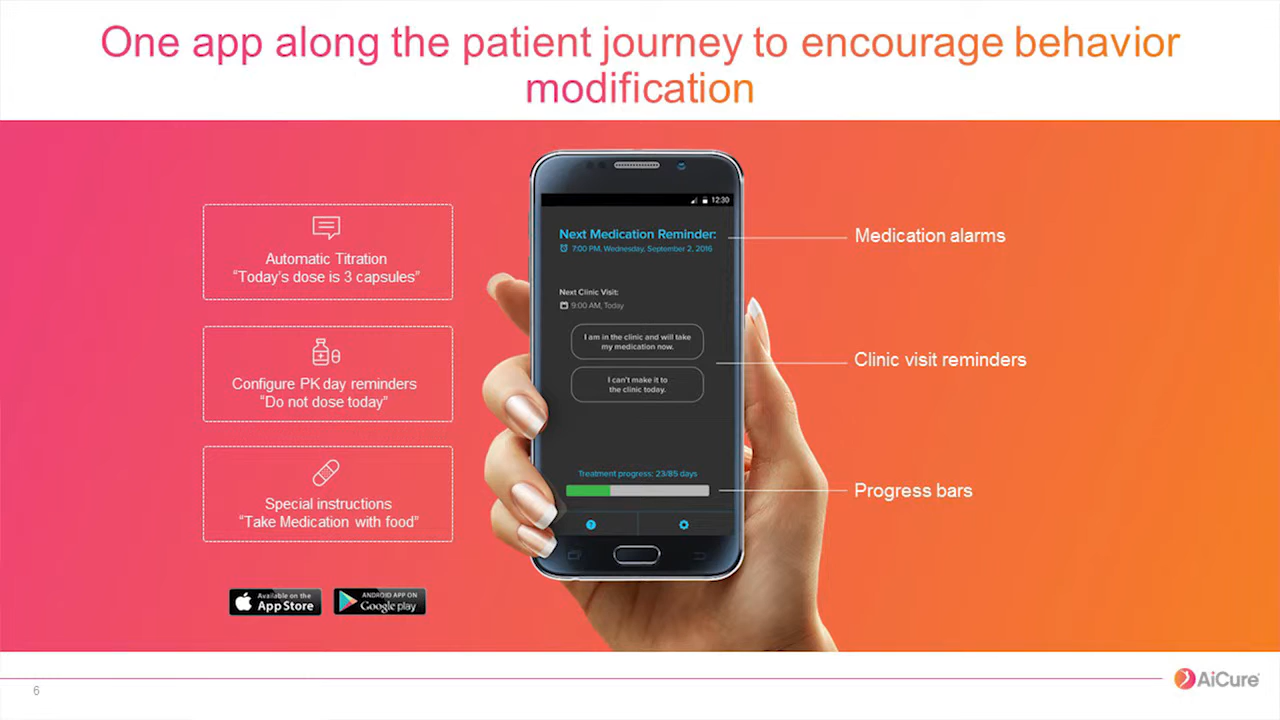 One app along the patient journey to encourage behavior
modification
Automatic Titration
“Today’s dose is 3 capsules”
Configure PK day reminders
“Do not dose today”
Special instructions
“Take Medication with food”
Available on the
App Store
ANDROID APP ON
Google play
12:30
Next Medication Reminder:
7:00 PM, Wednesday, September 2, 2016
Next Clinic Visit:
9:00 AM, Today
I am in the clinic and will take
my medication now.
I can't make it to
the clinic today.
Treatment progress: 23/85 days
?
Medication alarms
Clinic visit reminders
Progress bars
6
AiCure